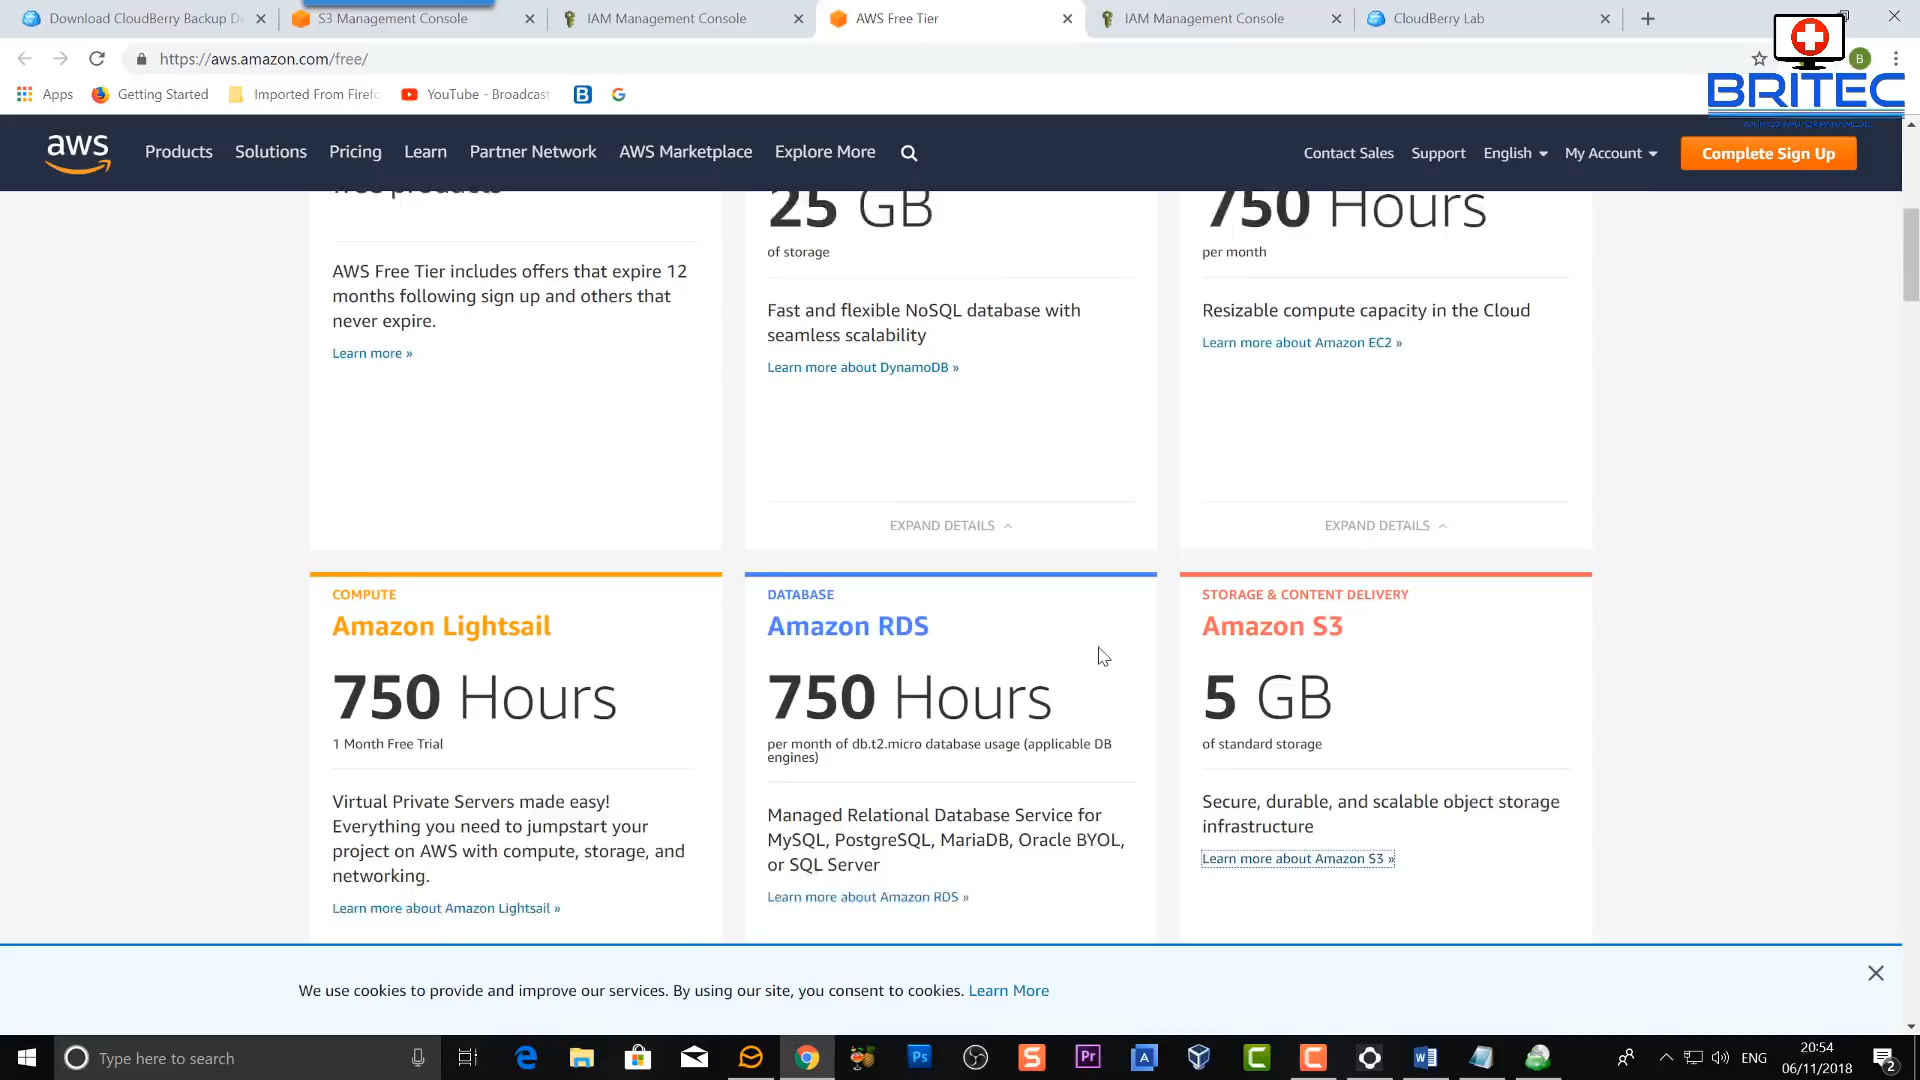 Download CloudBerry Backup De
S3 Management Console
IAM Management Console
AWS Free Tier
IAM Management Console
CloudBerry Lab
https://aws.amazon.com/free/
B
Apps
Getting Started
Imported From Firefo
YouTube - Broadcast
B
G
BRITEC
aws
Products
Solutions
Pricing
Learn
Partner Network
AWS Marketplace
Explore More
Contact Sales
Support
English
My Account
Complete Sign Up
free products
25 GB
of storage
750 Hours
per month
AWS Free Tier includes offers that expire 12
months following sign up and others that
never expire.
Learn more »
Fast and flexible NoSQL database with
seamless scalability
Learn more about DynamoDB »
Resizable compute capacity in the Cloud
Learn more about Amazon EC2 »
EXPAND DETAILS
EXPAND DETAILS
COMPUTE
Amazon Lightsail
750 Hours
1 Month Free Trial
Virtual Private Servers made easy!
Everything you need to jumpstart your
project on AWS with compute, storage, and
networking.
Learn more about Amazon Lightsail »
DATABASE
Amazon RDS
750 Hours
per month of db.t2.micro database usage (applicable DB
engines)
Managed Relational Database Service for
MySQL, PostgreSQL, MariaDB, Oracle BYOL,
or SQL Server
Learn more about Amazon RDS »
STORAGE & CONTENT DELIVERY
Amazon S3
5 GB
of standard storage
Secure, durable, and scalable object storage
infrastructure
Learn more about Amazon S3 »
We use cookies to provide and improve our services. By using our site, you consent to cookies. Learn More
Type here to search
Ps
S
Pr
A
C
C
W
ENG
20:54
06/11/2018
2